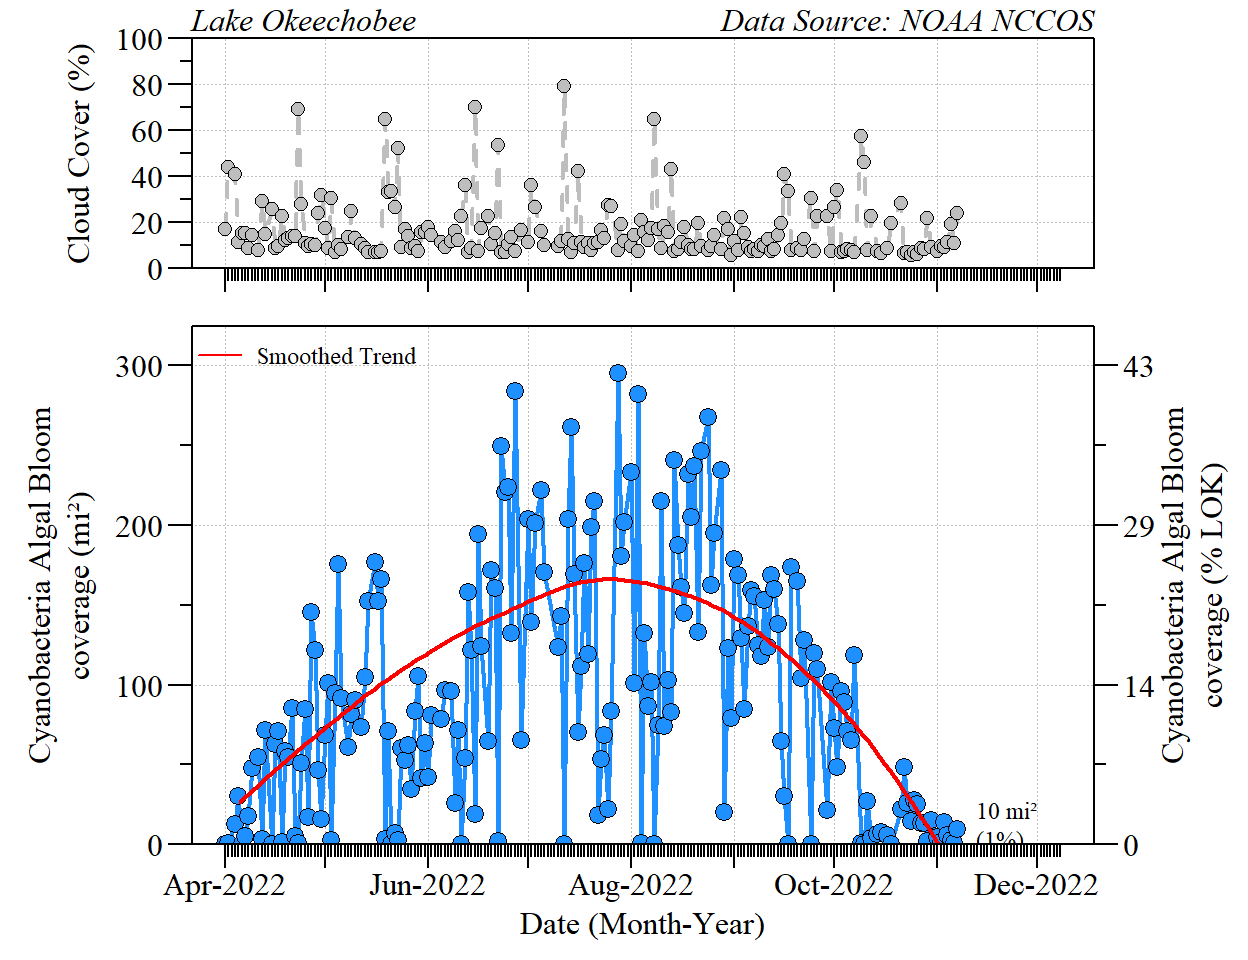 Lake Okeechobee
Data Source: NOAA NCCOS
Cloud Cover (%)
100
80
60
40
20
0
Smoothed Trend
Cyanobacteria Algal Bloom
coverage (mi²)
300
200
100
0
43
29
14
0
Cyanobacteria Algal Bloom
coverage (% LOK)
10 mi²
(1%)
Apr-2022
Jun-2022
Aug-2022
Oct-2022
Dec-2022
Date (Month-Year)